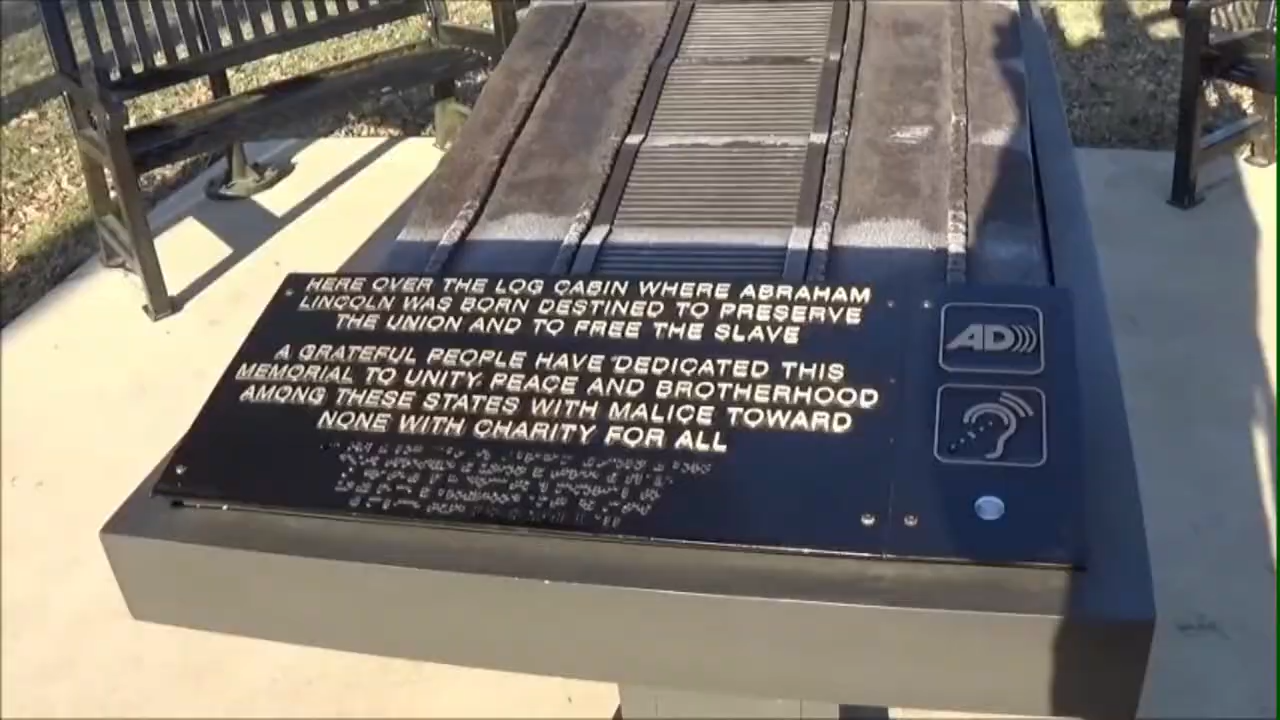 HERE OVER THE LOG CABIN WHERE ABRAHAM
LINCOLN WAS BORN DESTINED TO PRESERVE
THE UNION AND TO FREE THE SLAVE
A GRATEFUL PEOPLE HAVE DEDICATED THIS
MEMORIAL TO UNITY PEACE AND BROTHERHOOD
AMONG THESE STATES WITH MALICE TOWARD
NONE WITH CHARITY FOR ALL
AD